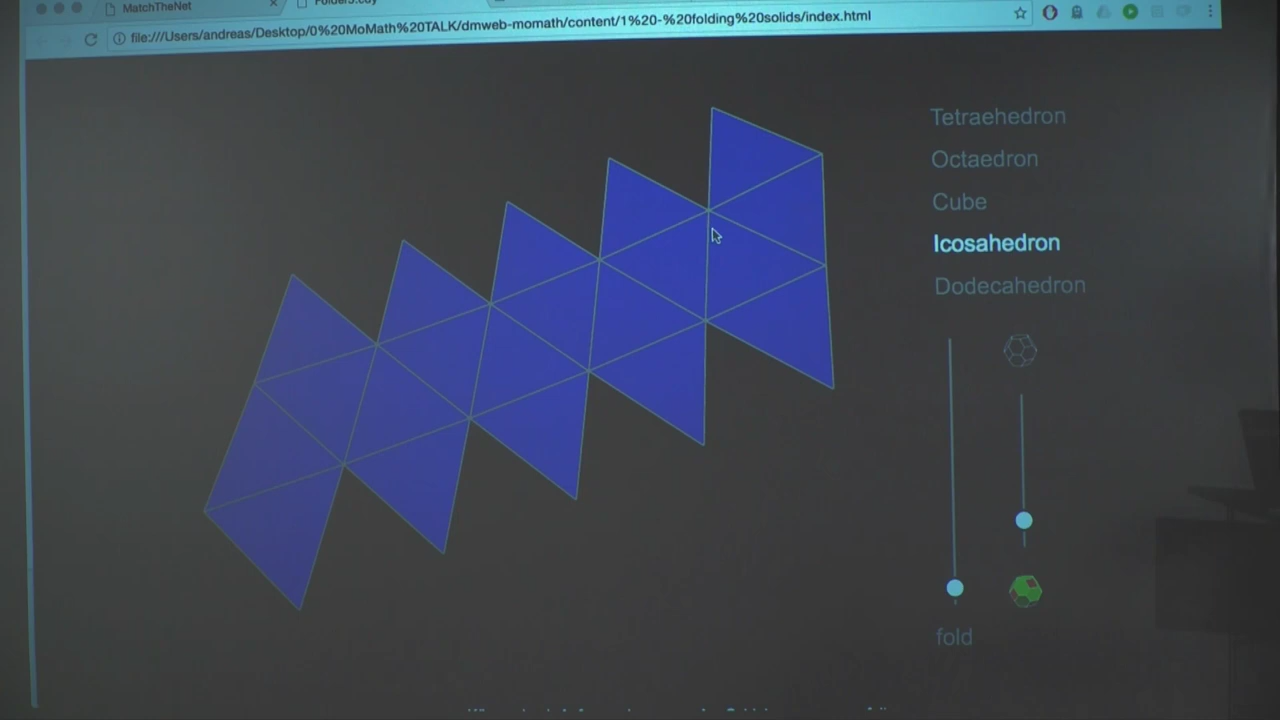 MatchTheNet
file:///Users/andreas/Desktop/0%20MoMath%20TALK/dmweb-momath/content/1%20-%20folding%20solids/index.html
Tetraehedron
Octaedron
Cube
Icosahedron
Dodecahedron
fold